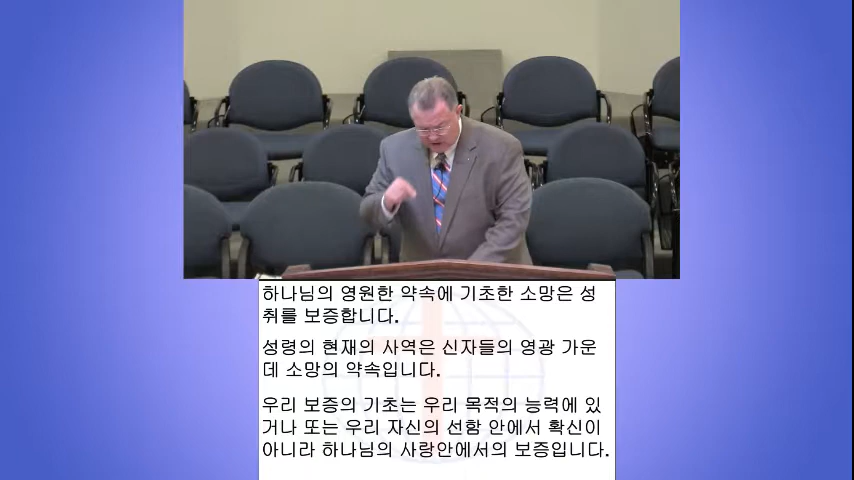 하나님의 영원한 약속에 기초한 소망은 성
취를 보증합니다.
성령의 현재의 사역은 신자들의 영광 가운
데 소망의 약속입니다.
우리 보증의 기초는 우리 목적의 능력에 있
거나 또는 우리 자신의 선함 안에서 확신이
아니라 하나님의 사랑안에서의 보증입니다.